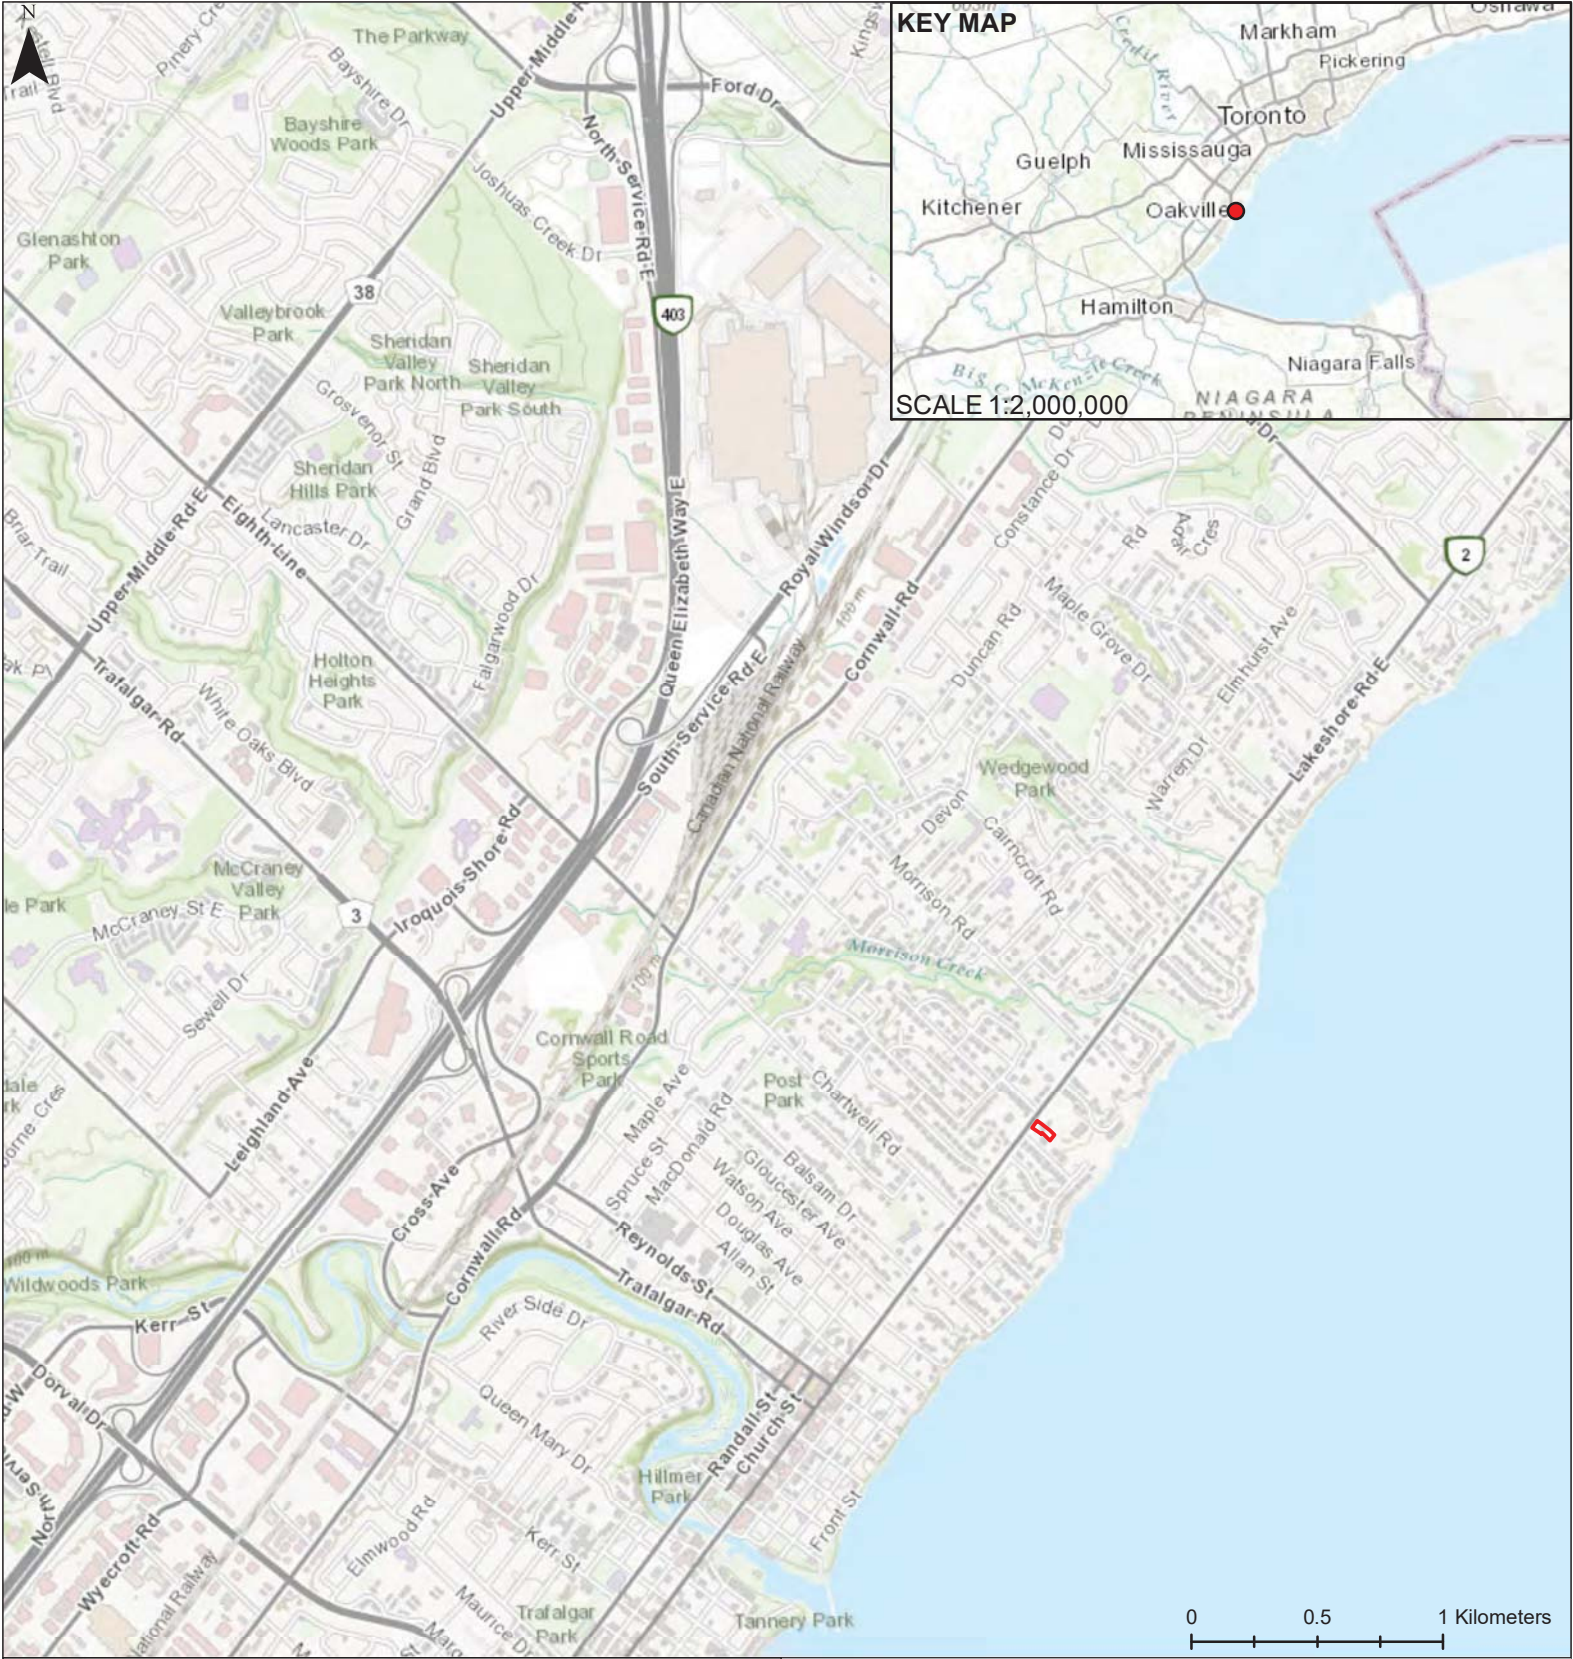 N
KEY MAP
Markham
Pickering
Credit River
Toronto
Mississauga
Guelph
Kitchener
Oakville
Hamilton
Niagara Falls
McKenzie Creek
NIAGARA
PENINSULA
SCALE 1:2,000,000
The Parkway
Upper Middle
Ford Dr
Bayshire Dr
Bayshire
Woods Park
North Service Rd E
Joshuas Creek Dr
Glenashton
Park
38
403
Valleybrook
Park
Sheridan
Valley
Park North
Sheridan
Valley
Park South
Grosvenor St
Grand Blvd
Sheridan
Hills Park
Lancaster Dr
Eighth Line
Upper Middle Rd E
Briar Trail
Queen Elizabeth Way E
Royal Windsor Dr
Constance Dr
Rd
Adair
Cres
2
Cornwall Rd
400 m
Maple Grove Dr
Duncan Rd
Elmhurst Ave
Falgarwood Dr
Holton
Heights
Park
Trafalgar Rd
White Oaks Blvd
South Service Rd E
Canadian National Railway
Lakeshore Rd E
Wedgewood
Park
Warren Dr
Devon
Cairncroft Rd
Iroquois Shore Rd
McCraney
Valley
Park
McCraney St E
3
Morrison Rd
Morrison Creek
100 m
Sewell Dr
Cornwall Road
Sports
Park
Leighland Ave
Maple Ave
Post
Park
Chartwell Rd
Spruce St
MacDonald Rd
Balsam Dr
Gloucester Ave
Watson Ave
Douglas Ave
Allan St
Cross Ave
Cornwall Rd
Reynolds St
Trafalgar Rd
100 m
Wildwoods Park
Kerr St
River Side Dr
Dorval Dr
Queen Mary Dr
Randall St
Church St
Hillmer
Park
Front St
Wyecroft Rd
Elmwood Rd
Kerr St
Maurice Dr
Trafalgar
Park
Tannery Park
0 0.5 1 Kilometers